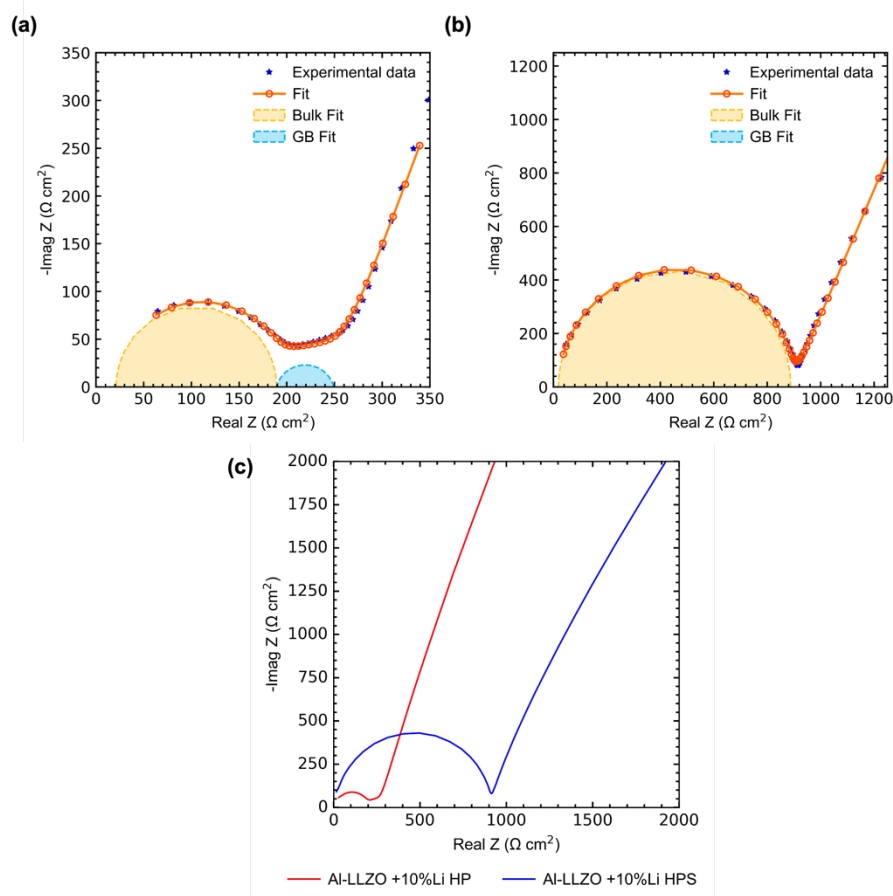 (a)
350
300
250
200
150
100
50
0
-Imag Z (Ω cm²)
Experimental data
Fit
Bulk Fit
GB Fit
0 50 100 150 200 250 300 350
Real Z (Ω cm²)
(b)
1200
1000
800
600
400
200
0
-Imag Z (Ω cm²)
Experimental data
Fit
Bulk Fit
GB Fit
0 200 400 600 800 1000 1200
Real Z (Ω cm²)
(c)
2000
1750
1500
1250
1000
750
500
250
0
-Imag Z (Ω cm²)
0 500 1000 1500 2000
Real Z (Ω cm²)
Al-LLZO +10%Li HP Al-LLZO +10%Li HPS